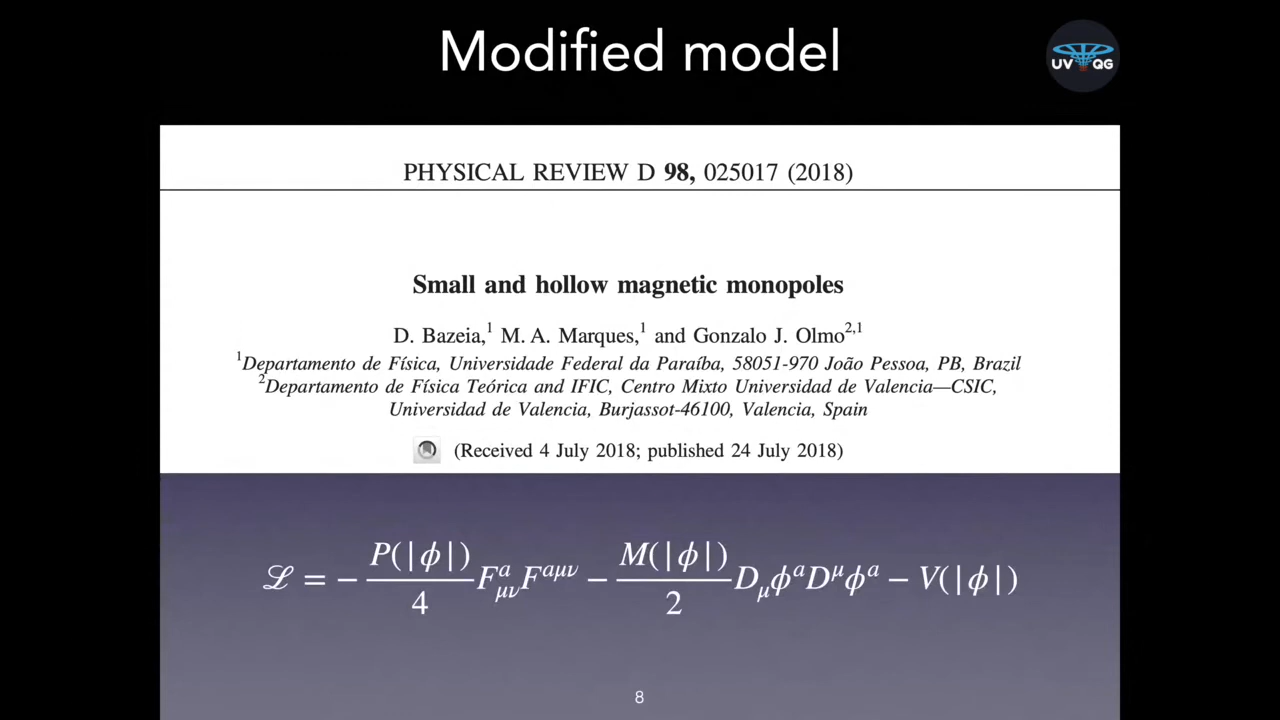 Modified model
UV QG
PHYSICAL REVIEW D 98, 025017 (2018)
Small and hollow magnetic monopoles
D. Bazeia,¹ M. A. Marques,¹ and Gonzalo J. Olmo²,¹
¹Departamento de Física, Universidade Federal da Paraíba, 58051-970 João Pessoa, PB, Brazil
²Departamento de Física Teórica and IFIC, Centro Mixto Universidad de Valencia—CSIC,
Universidad de Valencia, Burjassot-46100, Valencia, Spain
(Received 4 July 2018; published 24 July 2018)
ℒ = − P(|ϕ|)/4 F^a_{μν}F^{aμν} − M(|ϕ|)/2 D_μϕ^aD^μϕ^a − V(|ϕ|)
8